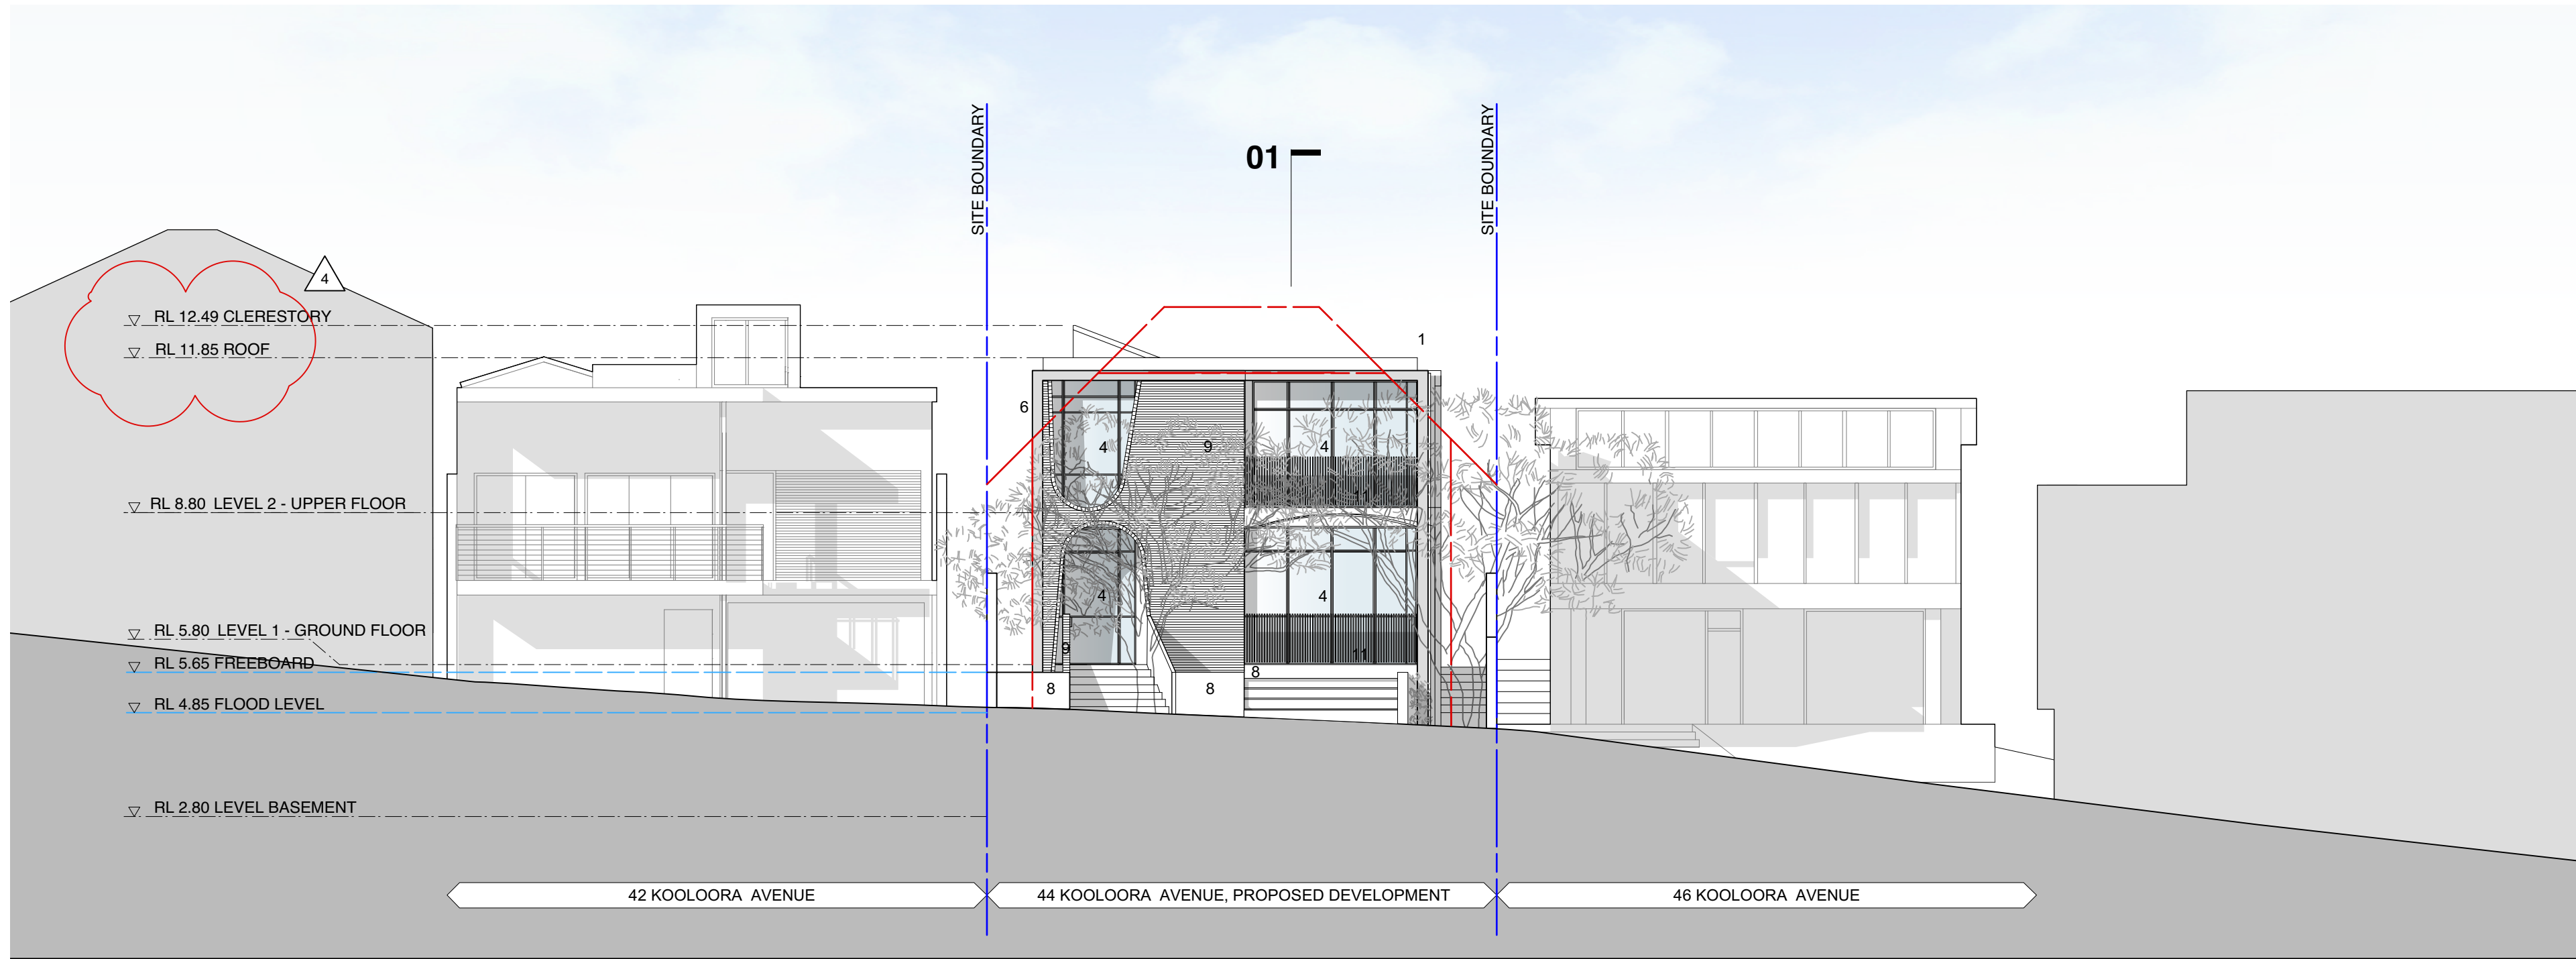 SITE BOUNDARY
SITE BOUNDARY
01
4
RL 12.49 CLERESTORY
RL 11.85 ROOF
1
6
4
9
4
11
RL 8.80 LEVEL 2 - UPPER FLOOR
4
4
RL 5.80 LEVEL 1 - GROUND FLOOR
9
11
RL 5.65 FREEBOARD
8
8
8
RL 4.85 FLOOD LEVEL
RL 2.80 LEVEL BASEMENT
42 KOOLOORA AVENUE
44 KOOLOORA AVENUE, PROPOSED DEVELOPMENT
46 KOOLOORA AVENUE